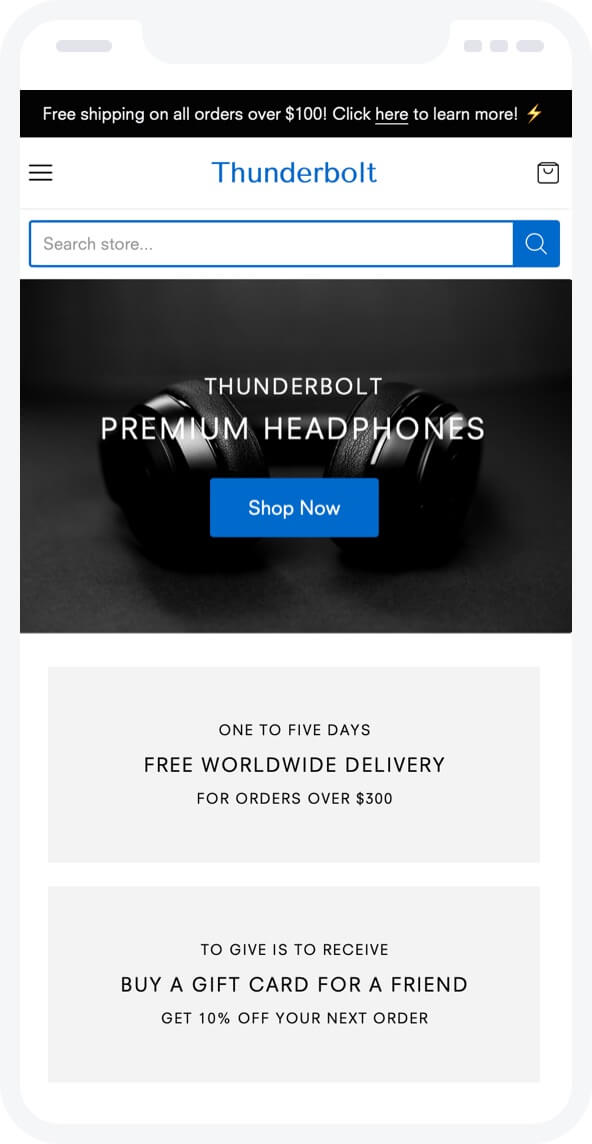 Free shipping on all orders over $100! Click here to learn more! ⚡
Thunderbolt
Search store...
THUNDERBOLT
PREMIUM HEADPHONES
Shop Now
ONE TO FIVE DAYS
FREE WORLDWIDE DELIVERY
FOR ORDERS OVER $300
TO GIVE IS TO RECEIVE
BUY A GIFT CARD FOR A FRIEND
GET 10% OFF YOUR NEXT ORDER